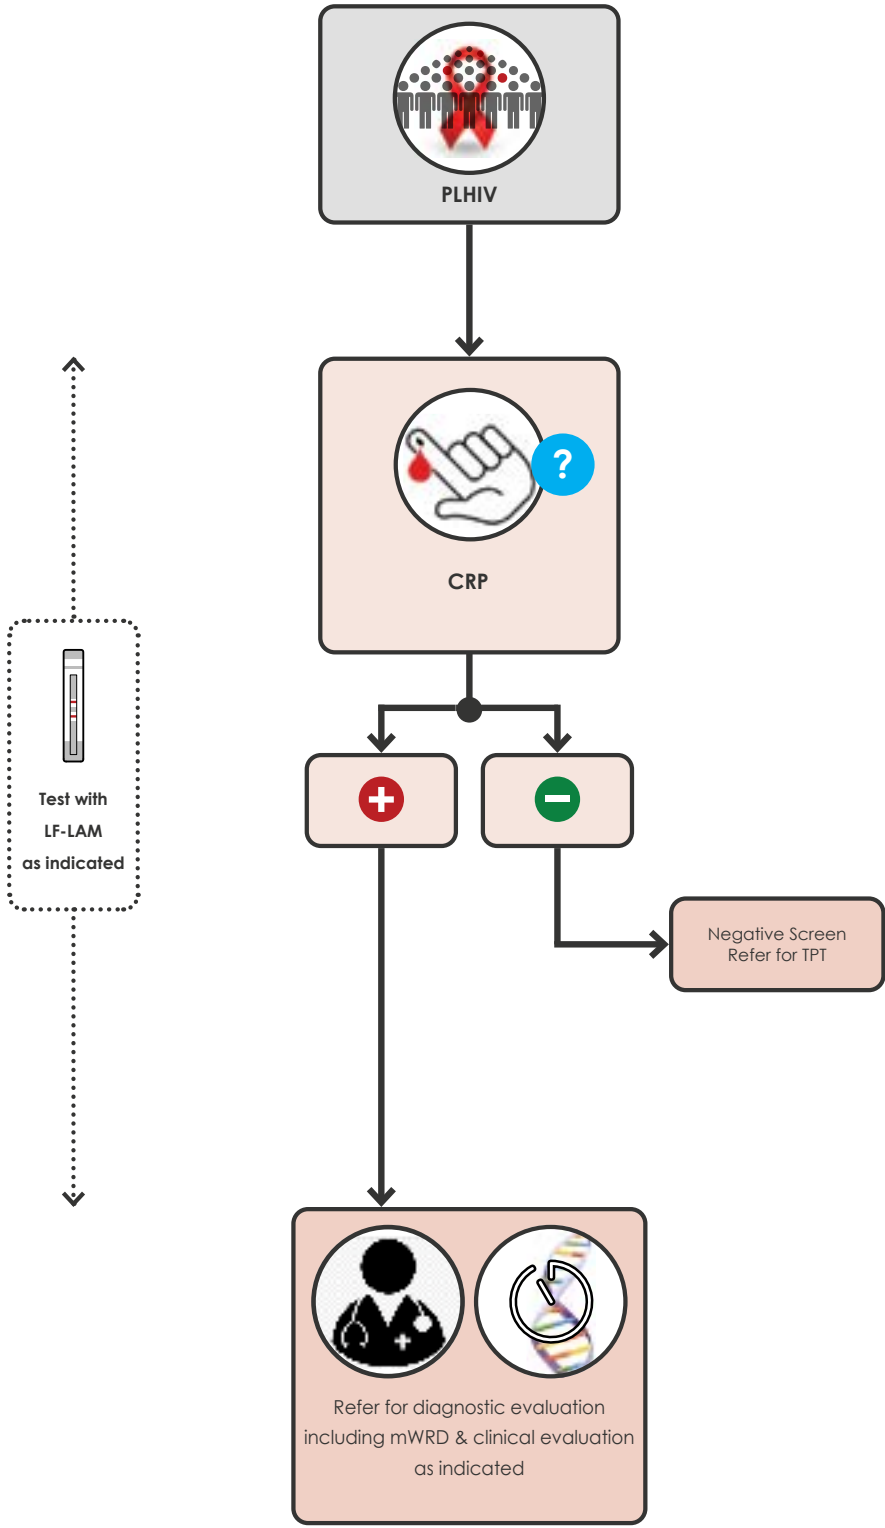 PLHIV
?
CRP
Test with
LF-LAM
as indicated
Negative Screen
Refer for TPT
Refer for diagnostic evaluation
including mWRD & clinical evaluation
as indicated